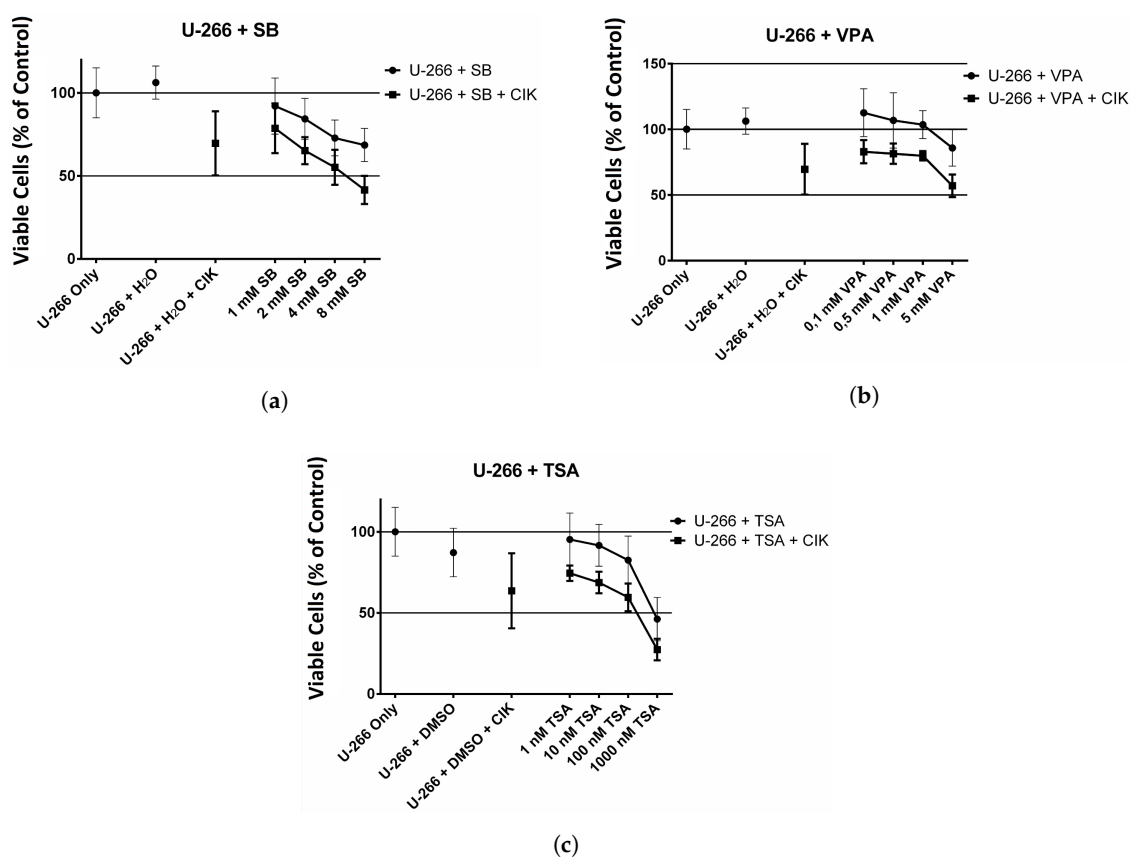 U-266 + SB
Viable Cells (% of Control)
100
50
0
U-266 + SB
U-266 + SB + CIK
U-266 Only
U-266 + H2O
U-266 + H2O + CIK
1 mM SB
2 mM SB
4 mM SB
8 mM SB
(a)
U-266 + VPA
Viable Cells (% of Control)
150
100
50
0
U-266 + VPA
U-266 + VPA + CIK
U-266 Only
U-266 + H2O
U-266 + H2O + CIK
0,1 mM VPA
0,5 mM VPA
1 mM VPA
5 mM VPA
(b)
U-266 + TSA
Viable Cells (% of Control)
100
50
0
U-266 + TSA
U-266 + TSA + CIK
U-266 Only
U-266 + DMSO
U-266 + DMSO + CIK
1 nM TSA
10 nM TSA
100 nM TSA
1000 nM TSA
(c)